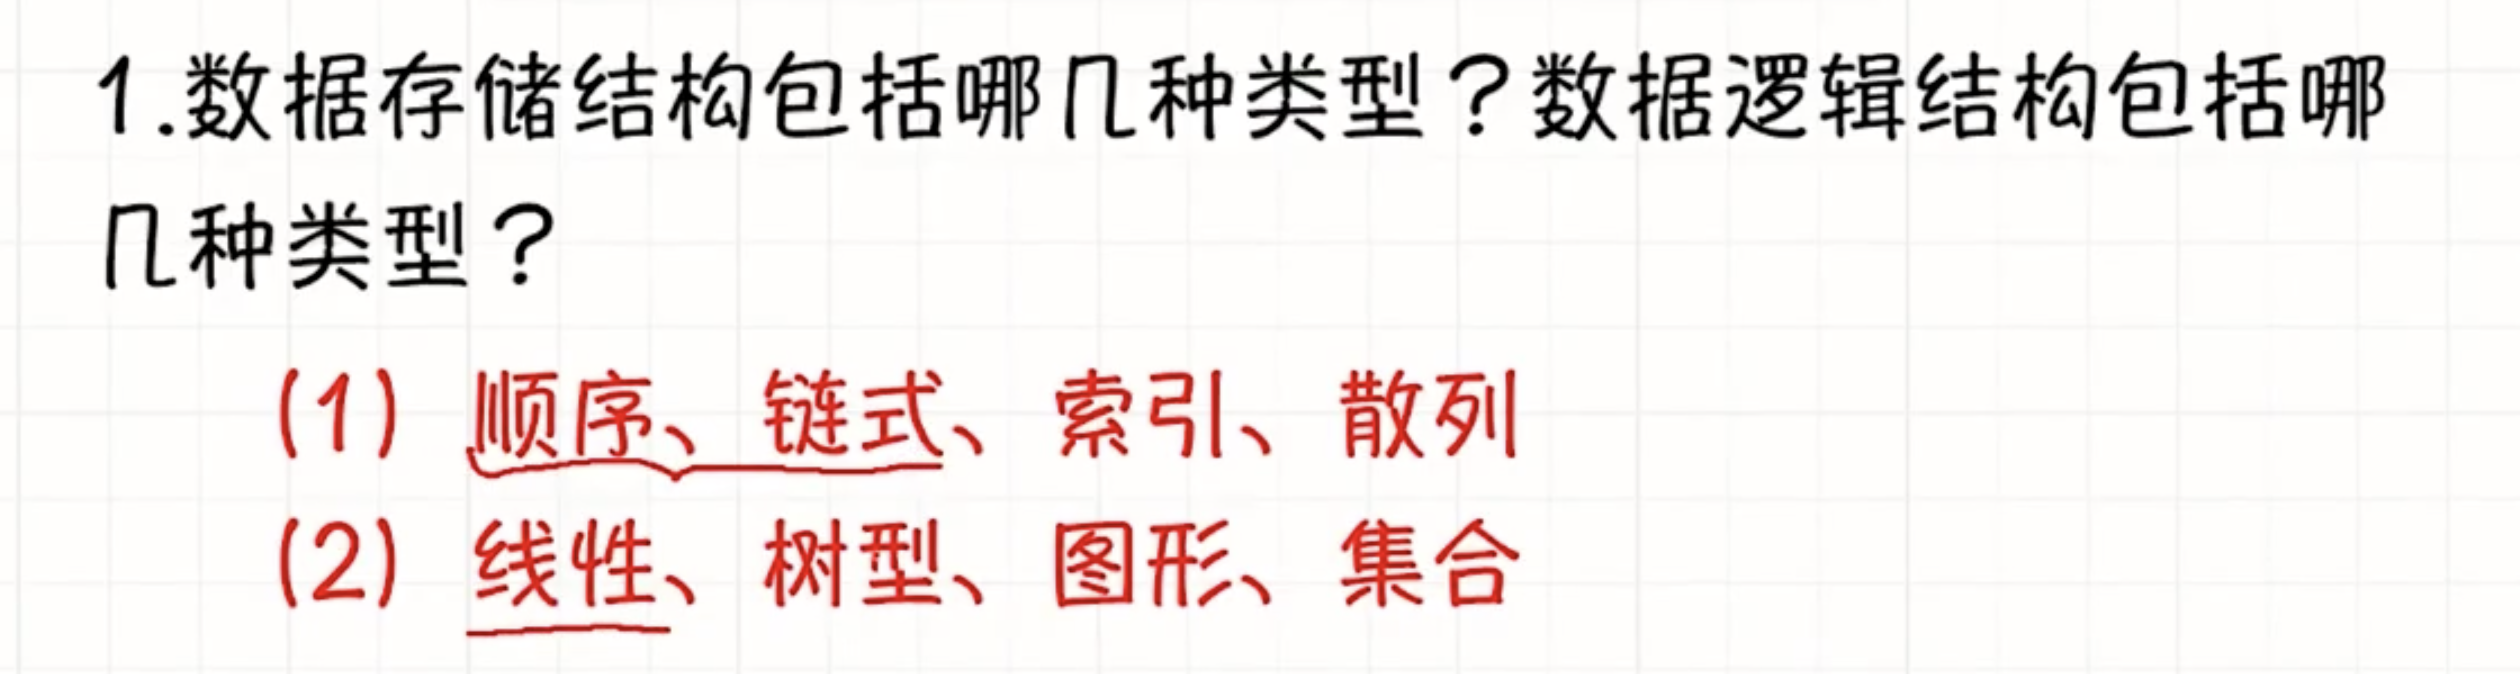 1.数据存储结构包括哪几种类型？数据逻辑结构包括哪
几种类型？
(1) 顺序、链式、索引、散列
(2) 线性、树型、图形、集合